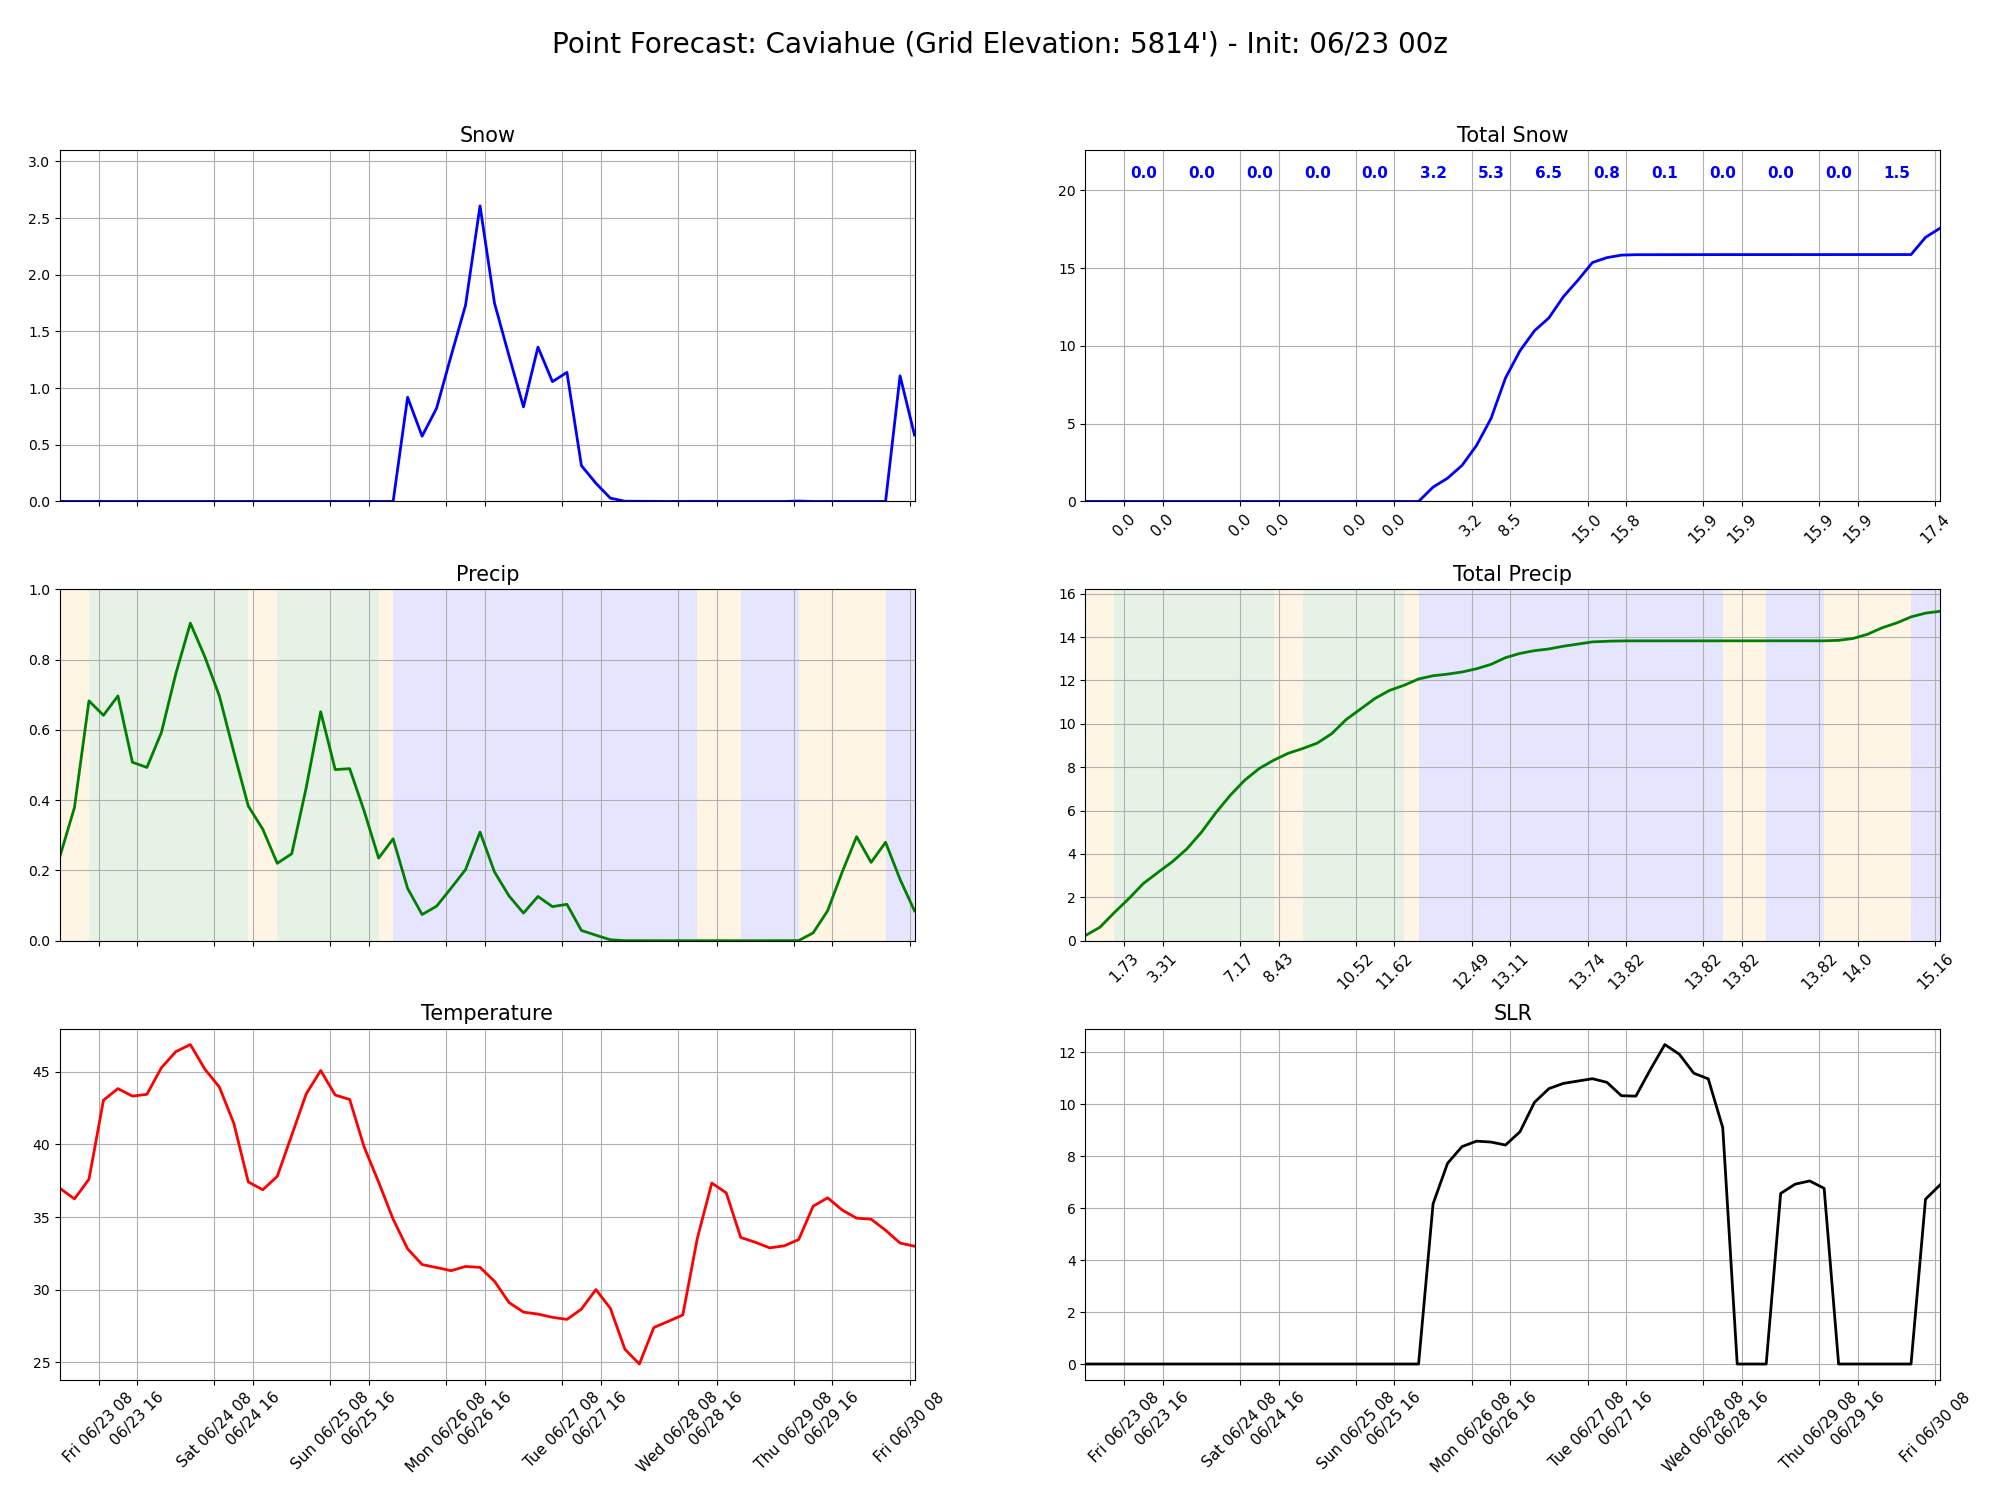 Point Forecast: Caviahue (Grid Elevation: 5814') - Init: 06/23 00z
Snow
3.0
2.5
2.0
1.5
1.0
0.5
0.0
Total Snow
0.0 0.0 0.0 0.0 0.0 3.2 5.3 6.5 0.8 0.1 0.0 0.0 0.0 1.5
20
15
10
5
0
0.0 0.0 0.0 0.0 0.0 0.0 3.2 8.5 15.0 15.8 15.9 15.9 15.9 15.9 17.4
Precip
1.0
0.8
0.6
0.4
0.2
0.0
Total Precip
16
14
12
10
8
6
4
2
0
1.73 3.31 7.17 8.43 10.52 11.62 12.49 13.11 13.74 13.82 13.82 13.82 13.82 14.0 15.16
Temperature
45
40
35
30
25
Fri 06/23 08
06/23 16
Sat 06/24 08
06/24 16
Sun 06/25 08
06/25 16
Mon 06/26 08
06/26 16
Tue 06/27 08
06/27 16
Wed 06/28 08
06/28 16
Thu 06/29 08
06/29 16
Fri 06/30 08
SLR
12
10
8
6
4
2
0
Fri 06/23 08
06/23 16
Sat 06/24 08
06/24 16
Sun 06/25 08
06/25 16
Mon 06/26 08
06/26 16
Tue 06/27 08
06/27 16
Wed 06/28 08
06/28 16
Thu 06/29 08
06/29 16
Fri 06/30 08